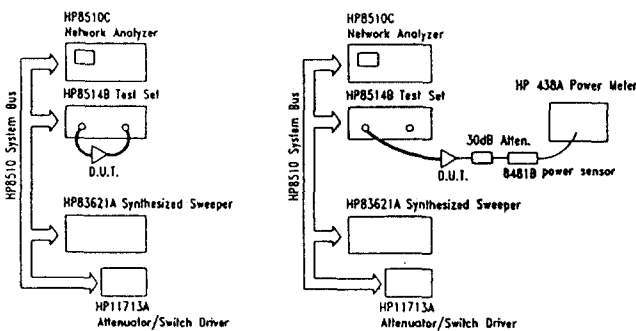 HP8510C
Network Analyzer
HP8514B Test Set
D.U.T.
HP8510 System Bus
HP83621A Synthesized Sweeper
HP11713A
Attenuator/Switch Driver
HP8510C
Network Analyzer
HP8514B Test Set
HP 438A Power Meter
30dB Atten.
D.U.T.
8481B power sensor
HP8510 System Bus
HP83621A Synthesized Sweeper
HP11713A
Attenuator/Switch Driver